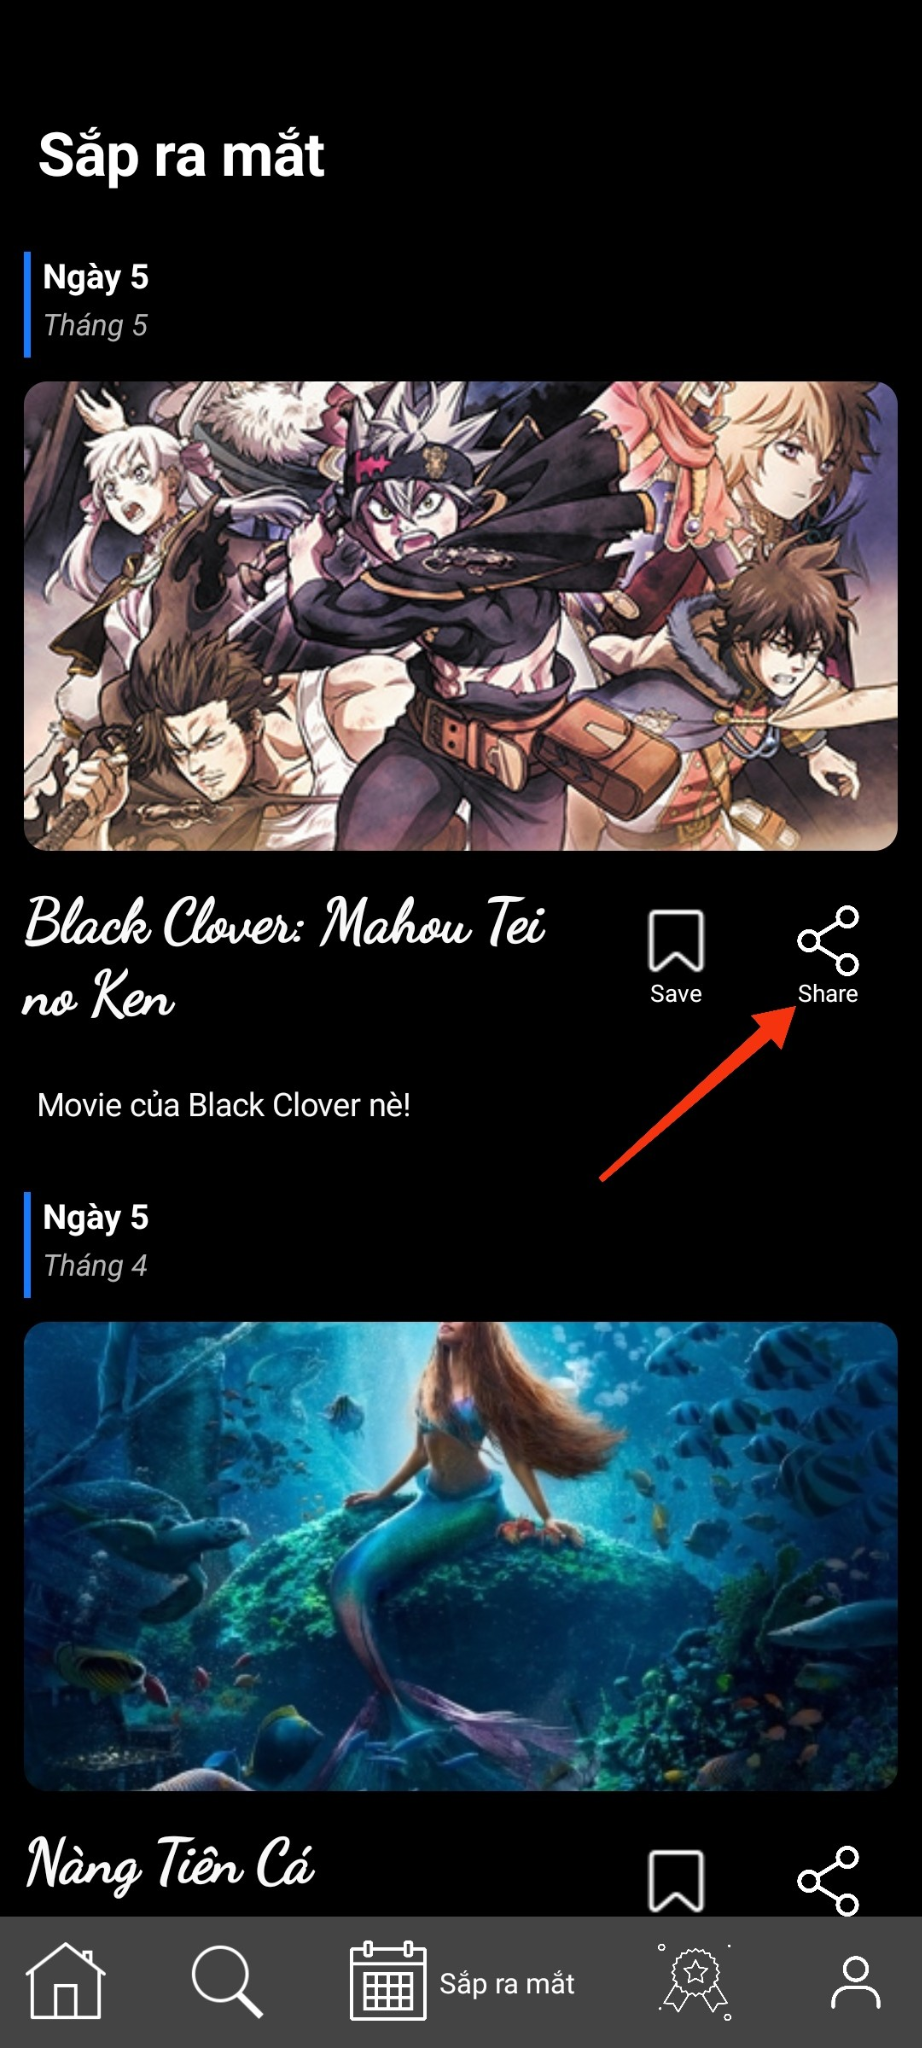 Sắp ra mắt
Ngày 5
Tháng 5
Black Clover: Mahou Tei
no Ken
Save
Share
Movie của Black Clover nè!
Ngày 5
Tháng 4
Nàng Tiên Cá
Sắp ra mắt